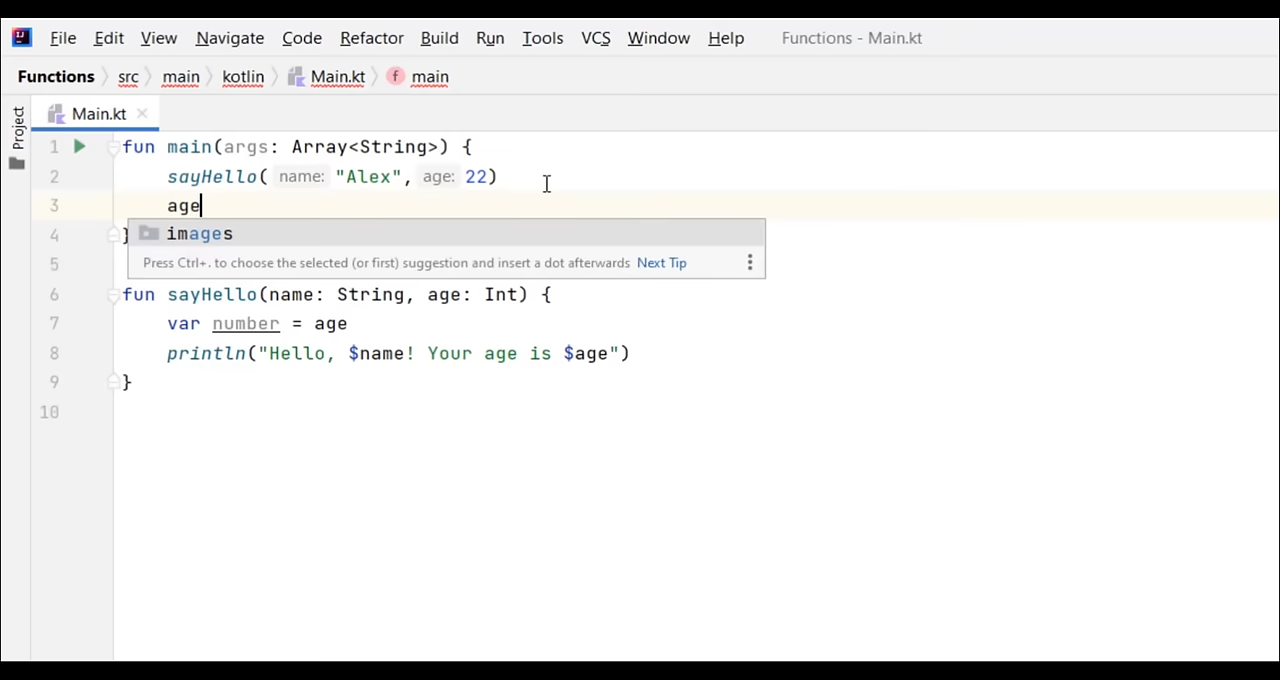 File Edit View Navigate Code Refactor Build Run Tools VCS Window Help Functions - Main.kt
Functions src main kotlin Main.kt f main
Project
Main.kt
1 fun main(args: Array<String>) {
2 sayHello( name: "Alex", age: 22)
3 age
4 }
images
Press Ctrl+. to choose the selected (or first) suggestion and insert a dot afterwards Next Tip
5
6 fun sayHello(name: String, age: Int) {
7 var number = age
8 println("Hello, $name! Your age is $age")
9 }
10